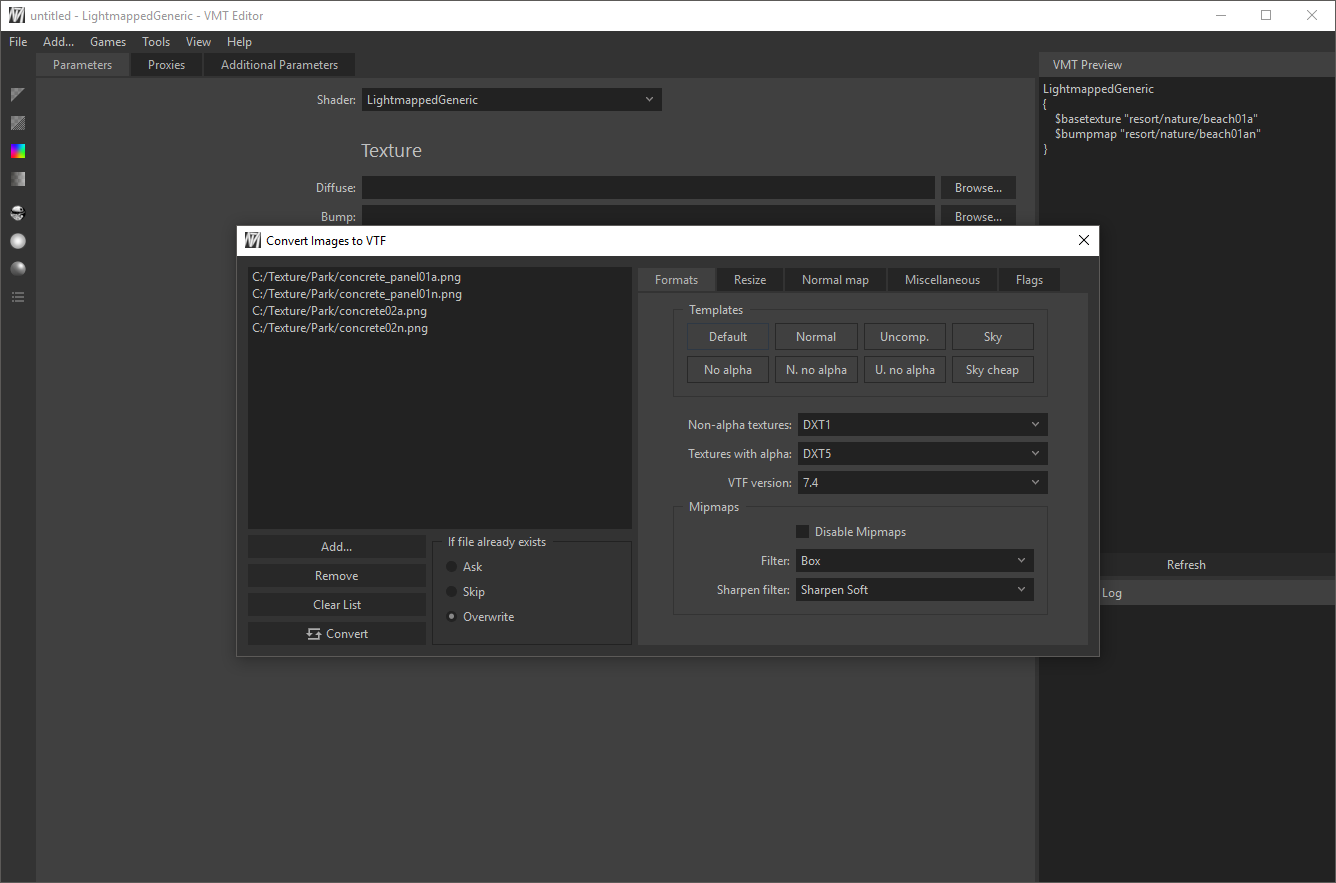 untitled - LightmappedGeneric - VMT Editor
File Add... Games Tools View Help
Parameters Proxies Additional Parameters
Shader: LightmappedGeneric
Texture
Diffuse: Browse...
Bump: Browse...
VMT Preview
LightmappedGeneric
{
$basetexture "resort/nature/beach01a"
$bumpmap "resort/nature/beach01an"
}
Refresh
Log
Convert Images to VTF
C:/Texture/Park/concrete_panel01a.png
C:/Texture/Park/concrete_panel01n.png
C:/Texture/Park/concrete02a.png
C:/Texture/Park/concrete02n.png
Add...
Remove
Clear List
Convert
If file already exists
Ask
Skip
Overwrite
Formats Resize Normal map Miscellaneous Flags
Templates
Default Normal Uncomp. Sky
No alpha N. no alpha U. no alpha Sky cheap
Non-alpha textures: DXT1
Textures with alpha: DXT5
VTF version: 7.4
Mipmaps
Disable Mipmaps
Filter: Box
Sharpen filter: Sharpen Soft